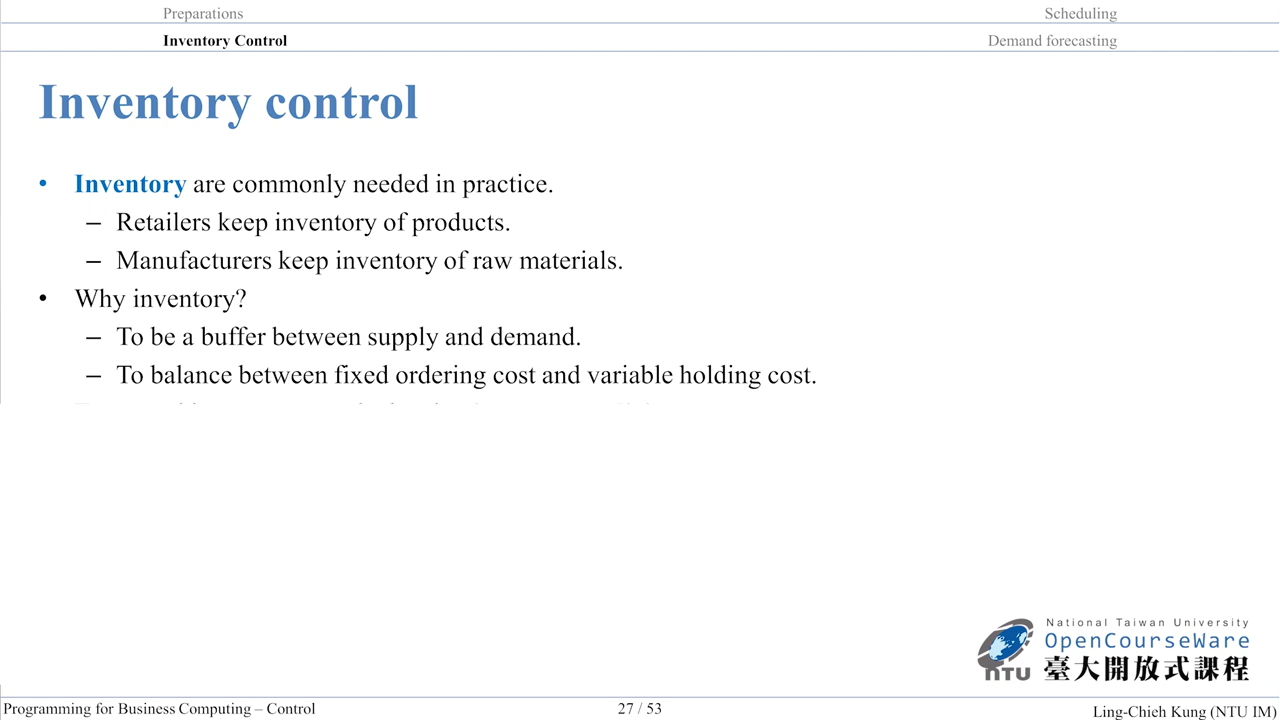 Preparations
Scheduling
Inventory Control
Demand forecasting
Inventory control
• Inventory are commonly needed in practice.
– Retailers keep inventory of products.
– Manufacturers keep inventory of raw materials.
• Why inventory?
– To be a buffer between supply and demand.
– To balance between fixed ordering cost and variable holding cost.
National Taiwan University
OpenCourseWare
臺大開放式課程
NTU
Programming for Business Computing – Control
27 / 53
Ling-Chieh Kung (NTU IM)